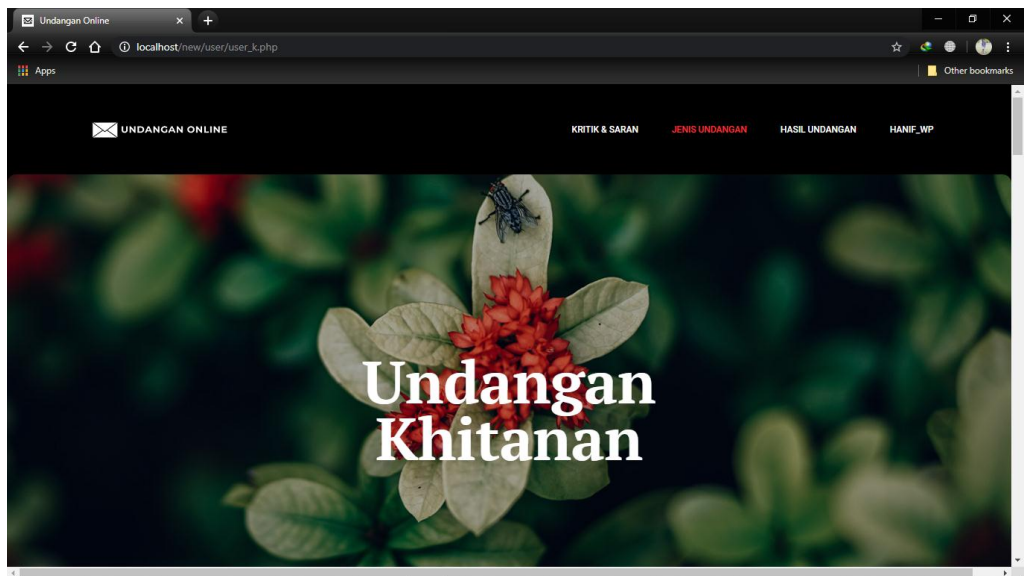 Undangan Online
localhost/new/user/user_k.php
Apps
Other bookmarks
UNDANGAN ONLINE
KRITIK & SARAN
JENIS UNDANGAN
HASIL UNDANGAN
HANIF_WP
Undangan
Khitanan